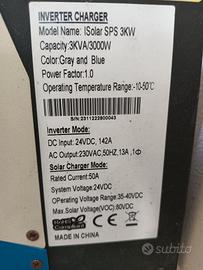 INVERTER CHARGER
Model Name: ISolar SPS 3KW
Capacity:3KVA/3000W
Color:Gray and Blue
Power Factor:1.0
Operating Temperature Range:-10-50°C
S/N:2311222800043
Inverter Mode:
DC Input: 24VDC, 142A
AC Output:230VAC,50HZ,13A,1Φ
Solar Charger Mode:
Rated Current:50A
System Voltage:24VDC
OPerating Voltage Range:35-40VDC
Max.Solar Voltage(VOC):80VDC
RoHS
Compliant
CE
MADE IN CHINA
subito